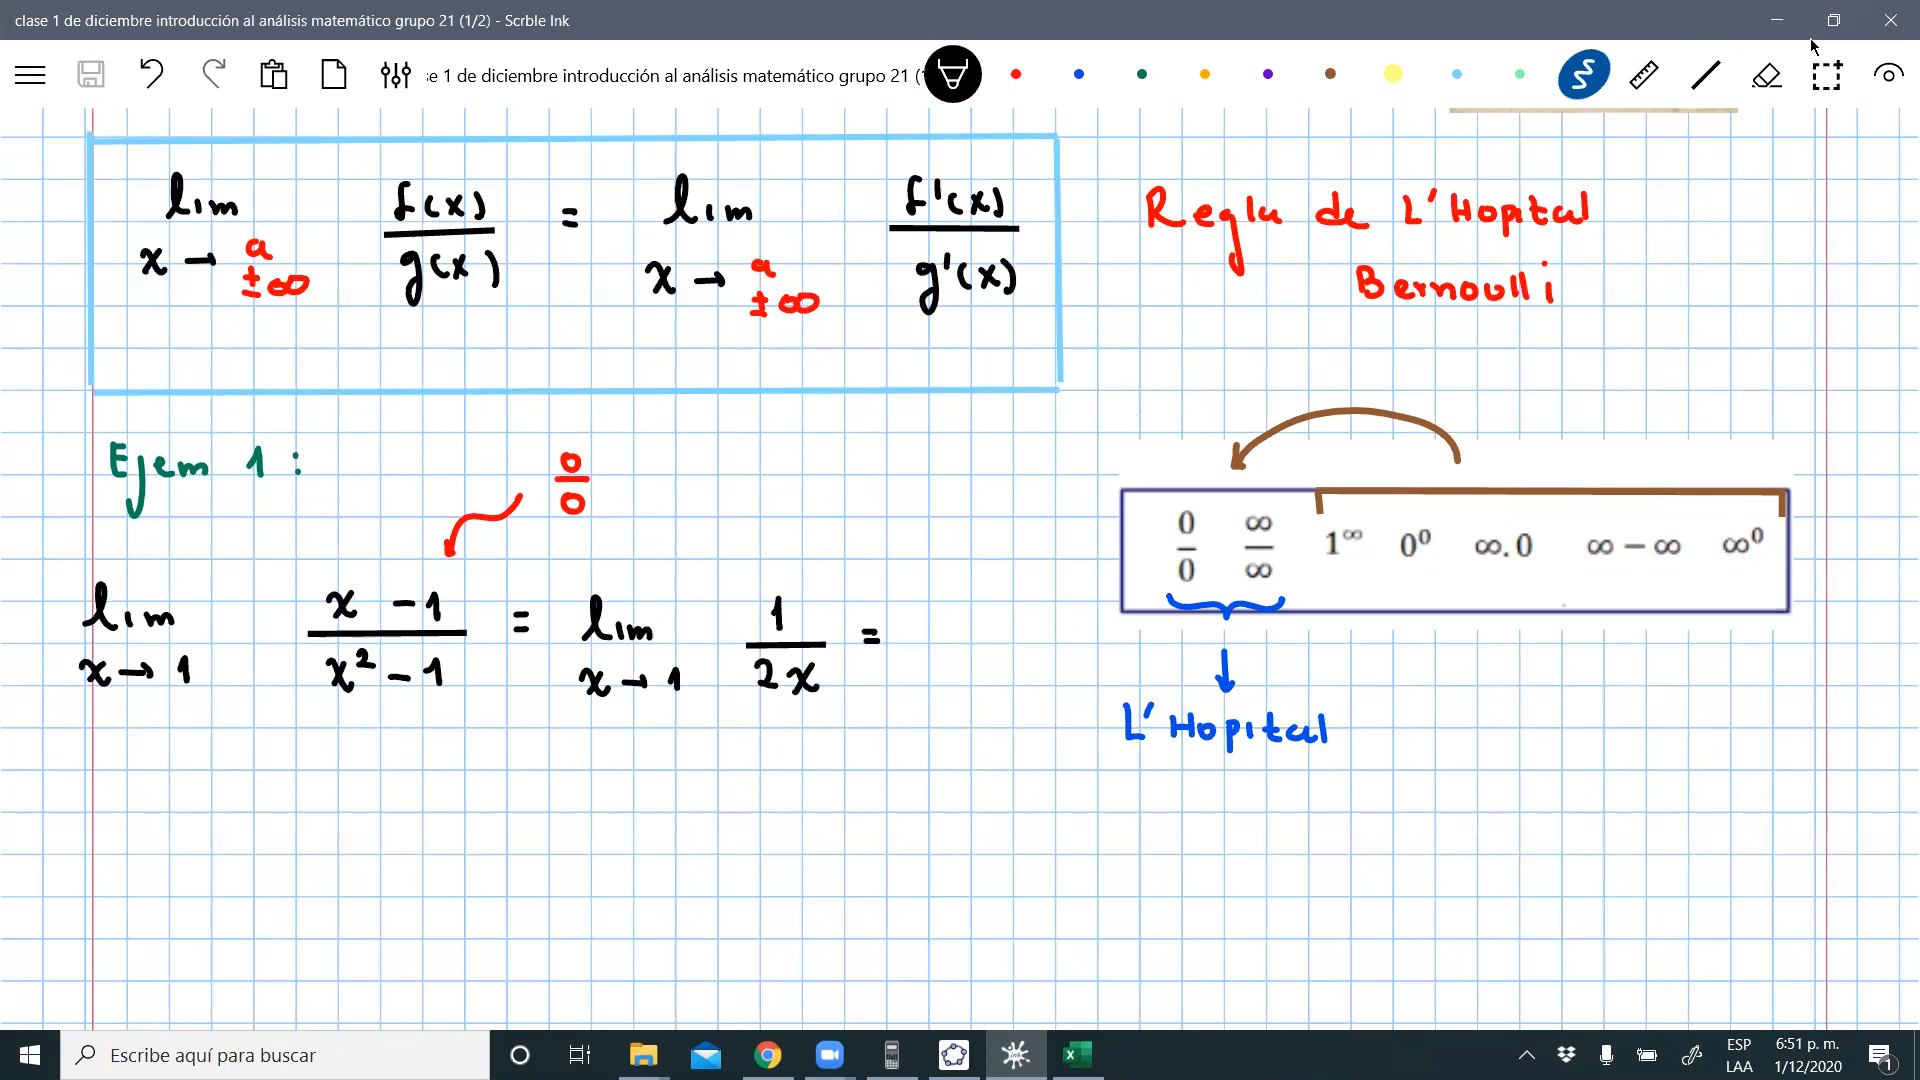 clase 1 de diciembre introducción al análisis matemático grupo 21 (1/2) - Scrble Ink
se 1 de diciembre introducción al análisis matemático grupo 21 (
lim x → a ± ∞ f(x) / g(x) = lim x → a ± ∞ f'(x) / g'(x)
Regla de L'Hopital
Bernoulli
Ejem 1 :
0/0
lim x → 1 x - 1 / x² - 1 = lim x → 1 1 / 2x =
0/0 ∞/∞ 1^∞ 0⁰ ∞.0 ∞ − ∞ ∞⁰
L'Hopital
Escribe aquí para buscar
ESP
LAA
6:51 p. m.
1/12/2020
1